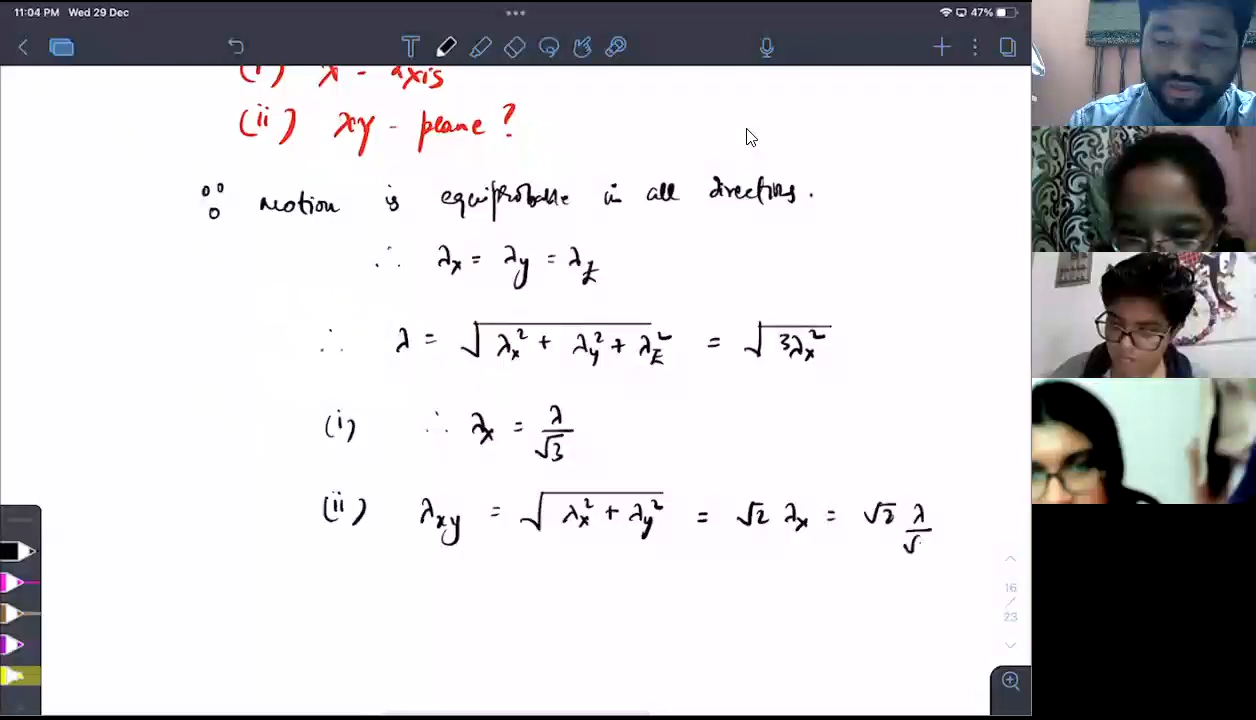 11:04 PM Wed 29 Dec
47%
(i) x - axis
(ii) xy - plane ?
∵ motion is equiprobable in all directions.
∴ λx = λy = λz
∴ λ = √(λx² + λy² + λz²) = √(3λx²)
(i) ∴ λx = λ/√3
(ii) λxy = √(λx² + λy²) = √2 λx = √2 λ/√
16
/
23